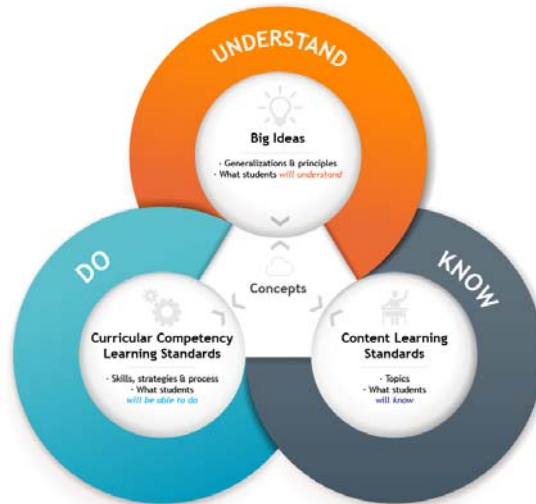 UNDERSTAND
Big Ideas
· Generalizations & principles
· What students will understand
DO
KNOW
Concepts
Curricular Competency
Learning Standards
· Skills, strategies & process
· What students
will be able to do
Content Learning
Standards
· Topics
· What students
will know